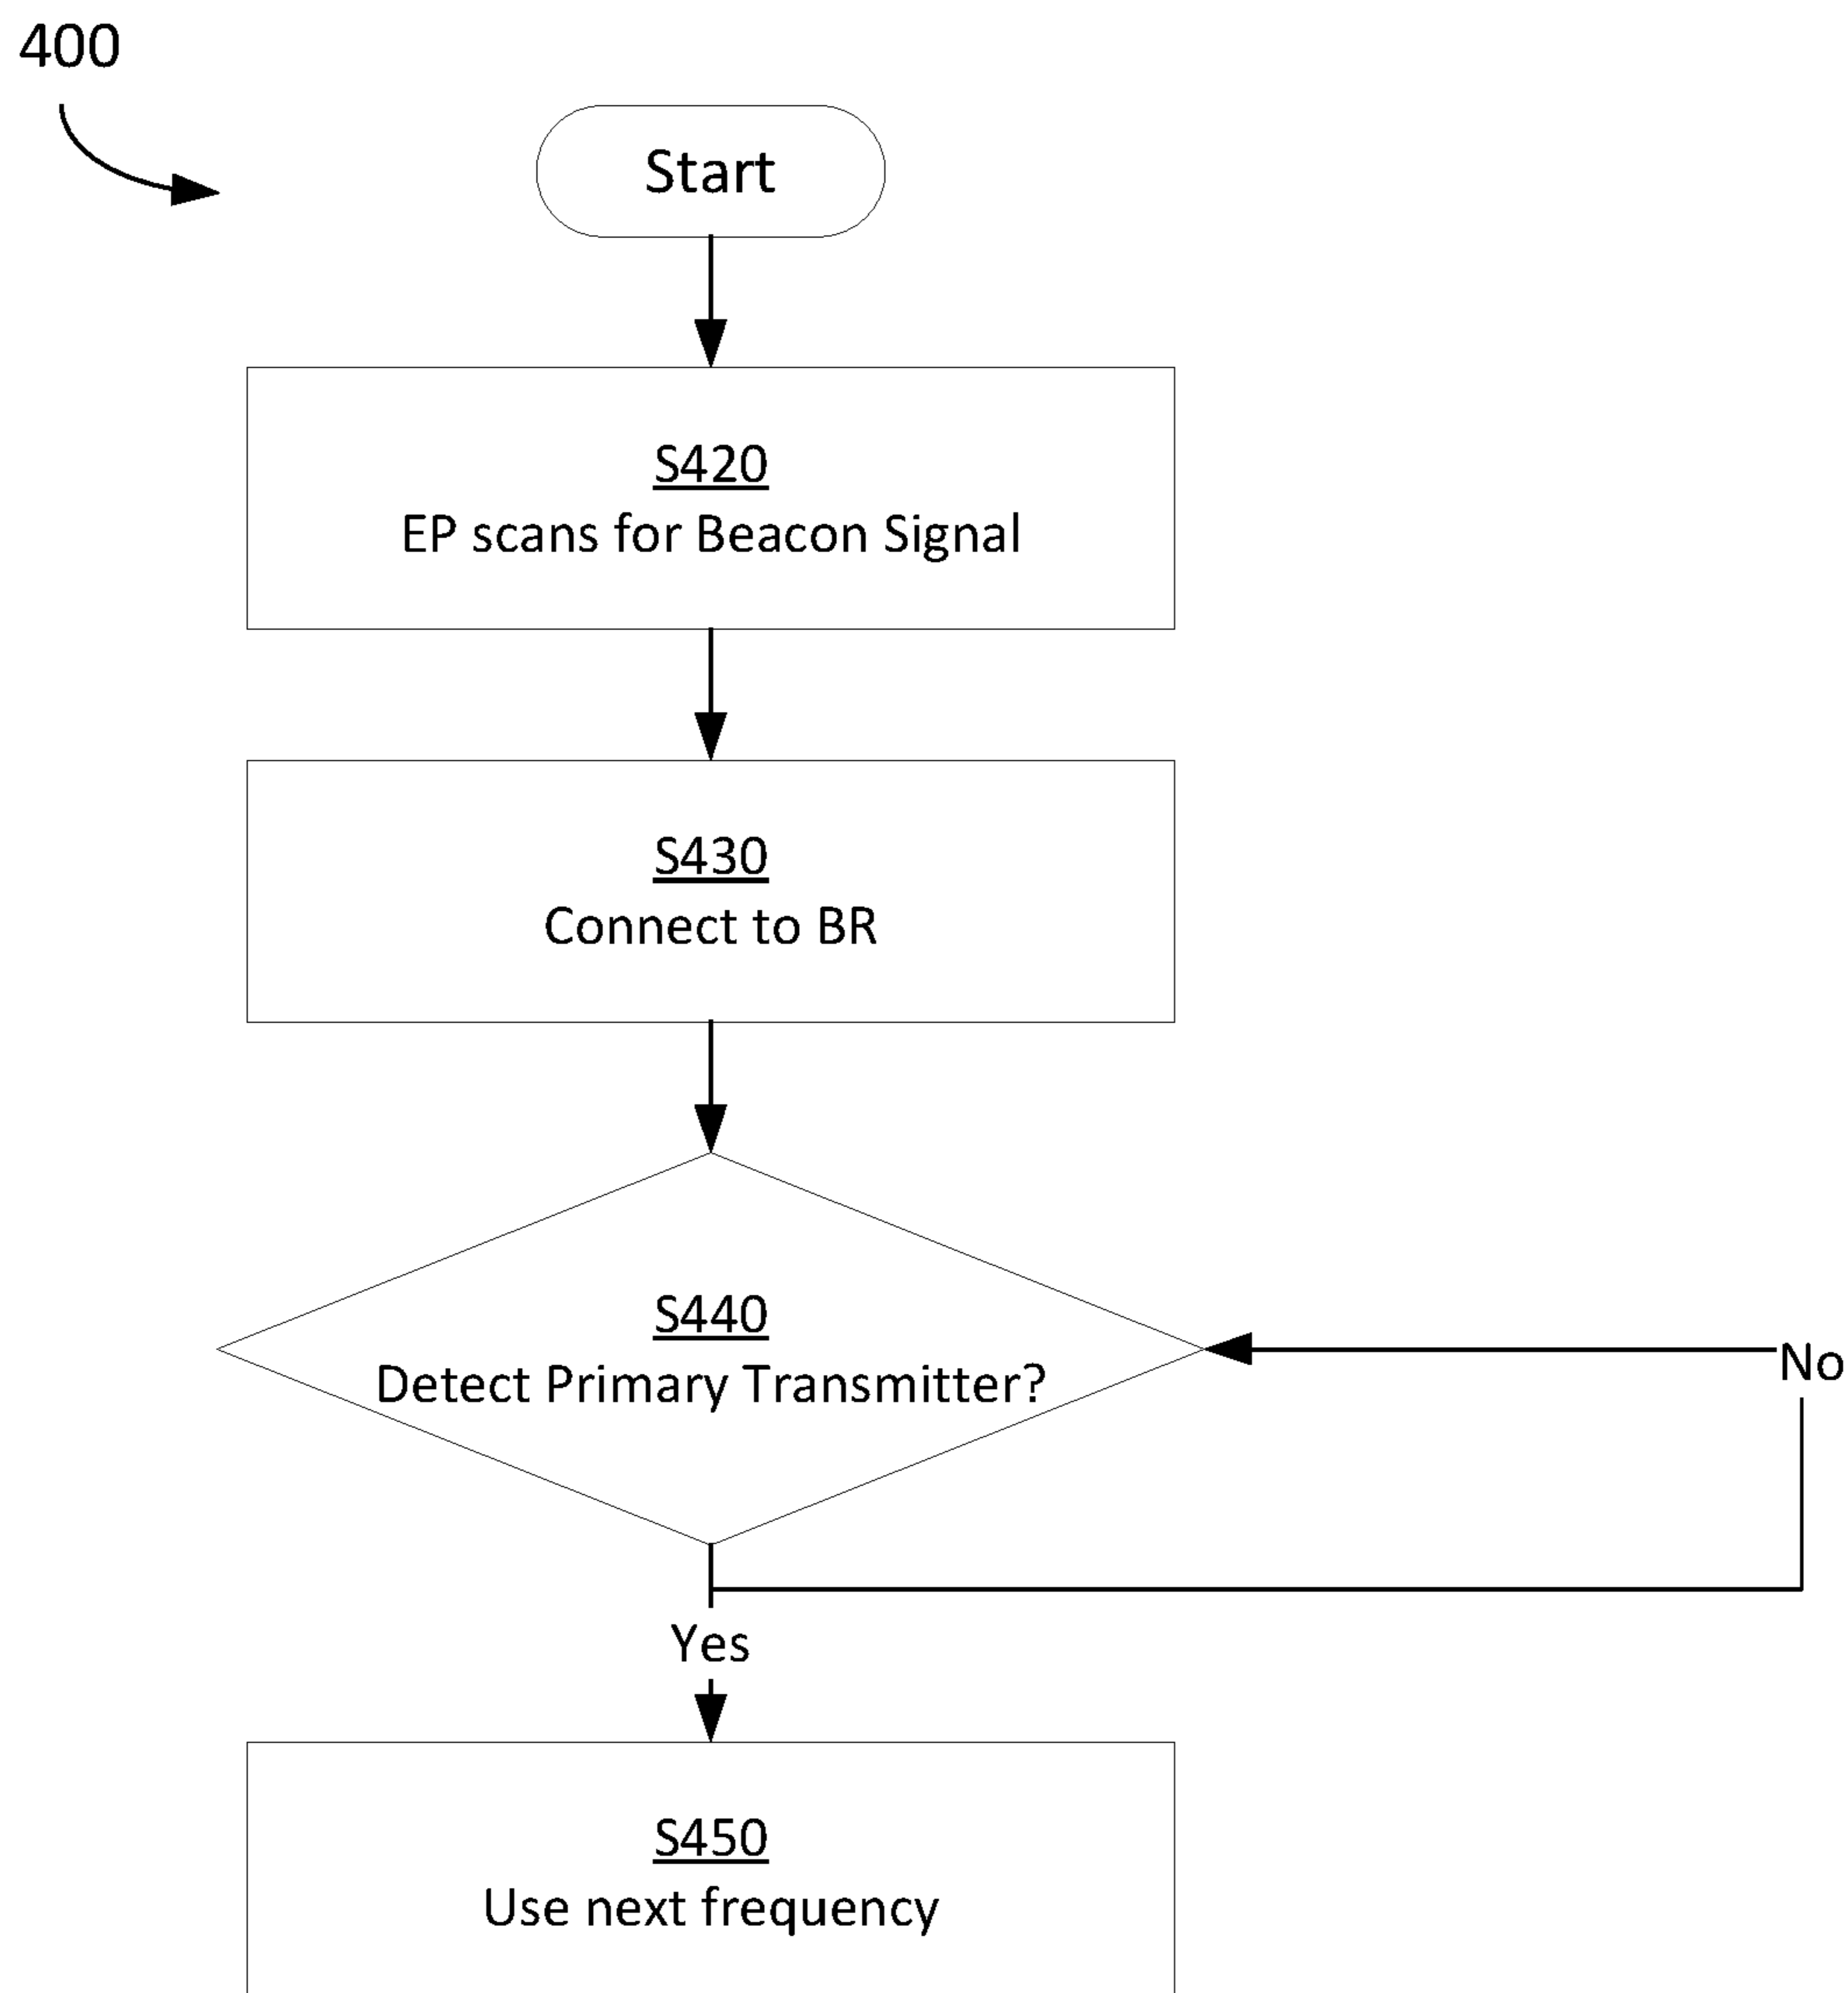 400
Start
S420
EP scans for Beacon Signal
S430
Connect to BR
S440
Detect Primary Transmitter?
No
Yes
S450
Use next frequency